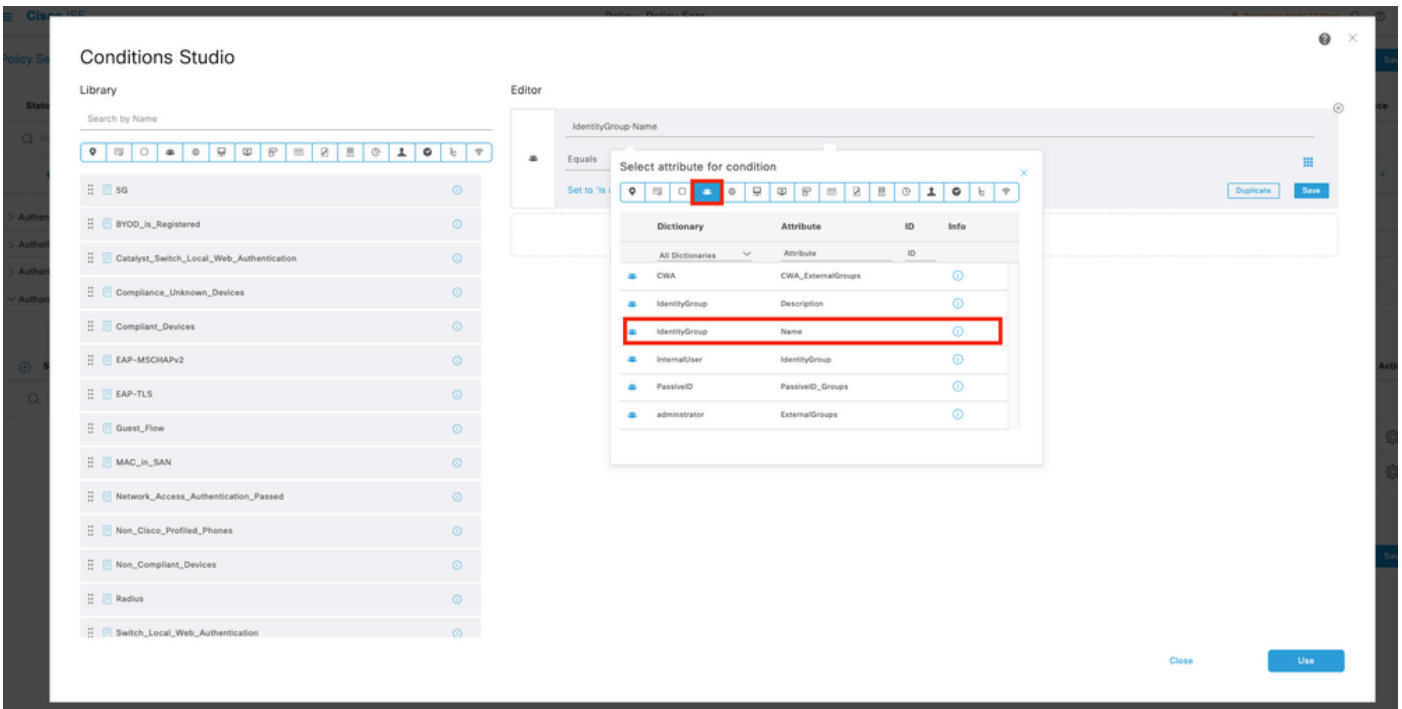 Cisco ISE
Policy · Policy Sets
Conditions Studio
Library
Search by Name
5G
BYOD_is_Registered
Catalyst_Switch_Local_Web_Authentication
Compliance_Unknown_Devices
Compliant_Devices
EAP-MSCHAPv2
EAP-TLS
Guest_Flow
MAC_in_SAN
Network_Access_Authentication_Passed
Non_Cisco_Profiled_Phones
Non_Compliant_Devices
Radius
Switch_Local_Web_Authentication
Editor
IdentityGroup·Name
Equals
Set to 'Is
Duplicate
Save
Select attribute for condition
Dictionary Attribute ID Info
All Dictionaries Attribute ID
CWA CWA_ExternalGroups
IdentityGroup Description
IdentityGroup Name
InternalUser IdentityGroup
PassiveID PassiveID_Groups
adminstrator ExternalGroups
Close
Use